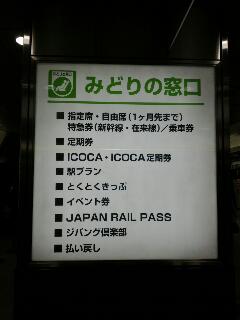 みどりの窓口
■ 指定席・自由席(1ヶ月先まで)
特急券(新幹線・在来線)/乗車券
■ 定期券
■ ICOCA・ICOCA定期券
■ 駅プラン
■ とくとくきっぷ
■ イベント券
■ JAPAN RAIL PASS
■ ジパング倶楽部
■ 払い戻し